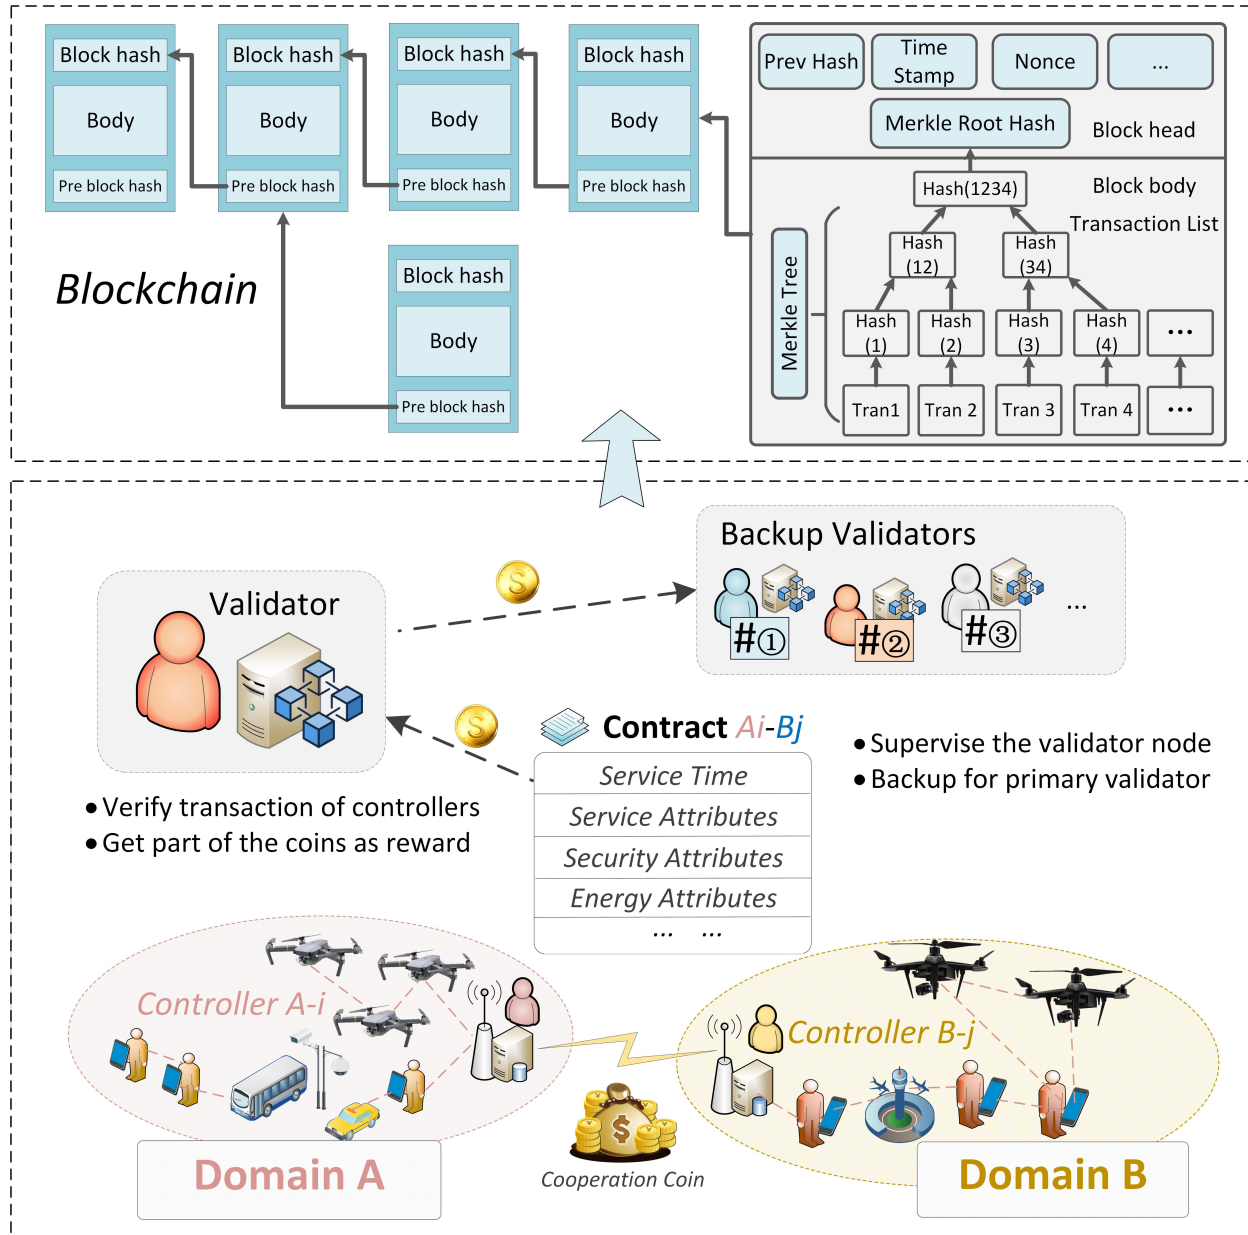 Block hash
Body
Pre block hash
Block hash
Body
Pre block hash
Block hash
Body
Pre block hash
Block hash
Body
Pre block hash
Block hash
Body
Pre block hash
Blockchain
Prev Hash
Time
Stamp
Nonce
...
Merkle Root Hash
Block head
Block body
Transaction List
Hash(1234)
Hash
(12)
Hash
(34)
Hash
(1)
Hash
(2)
Hash
(3)
Hash
(4)
...
Tran1
Tran 2
Tran 3
Tran 4
...
Merkle Tree
Validator
S
Backup Validators
#①
#②
#③
...
S
Contract Ai-Bj
Service Time
Service Attributes
Security Attributes
Energy Attributes
... ...
• Verify transaction of controllers
• Get part of the coins as reward
• Supervise the validator node
• Backup for primary validator
Controller A-i
Controller B-j
$
Cooperation Coin
Domain A
Domain B